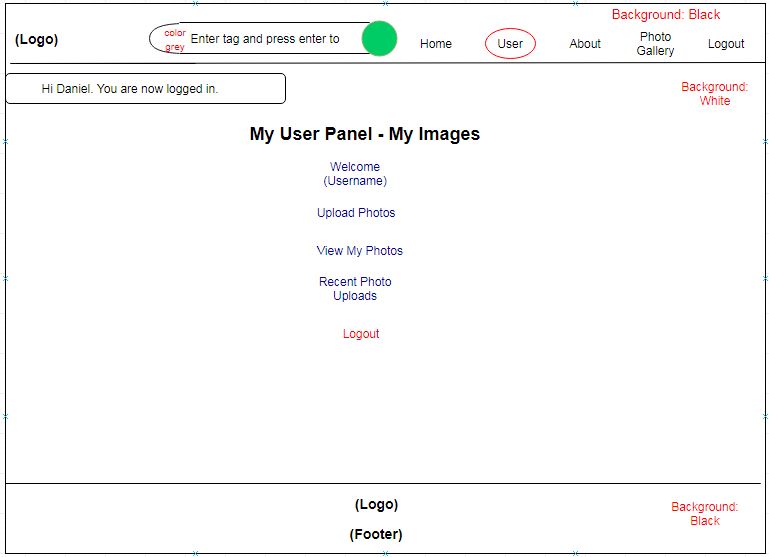 Background: Black
(Logo)
color
grey
Enter tag and press enter to
Home
User
About
Photo
Gallery
Logout
Hi Daniel. You are now logged in.
Background:
White
My User Panel - My Images
Welcome
(Username)
Upload Photos
View My Photos
Recent Photo
Uploads
Logout
(Logo)
(Footer)
Background:
Black